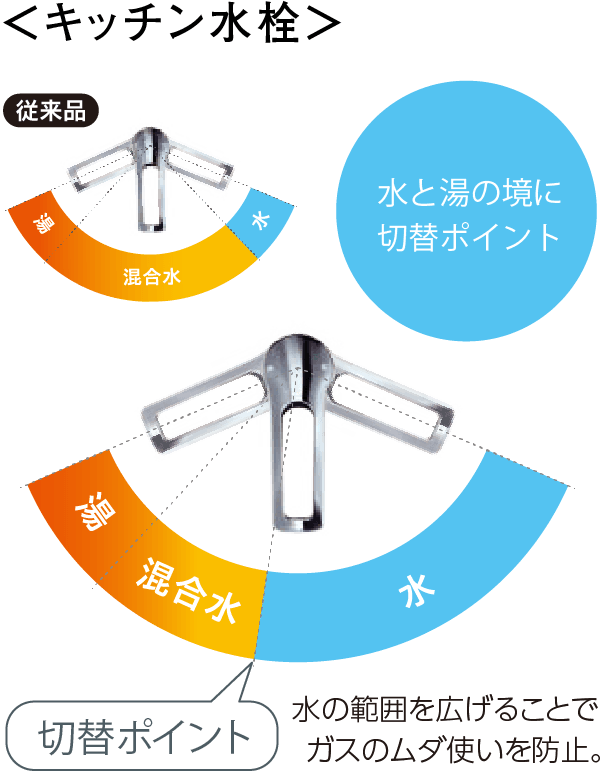 ＜キッチン水栓＞
従来品
湯
混合水
水
水と湯の境に
切替ポイント
湯
混合水
水
切替ポイント
水の範囲を広げることで
ガスのムダ使いを防止。